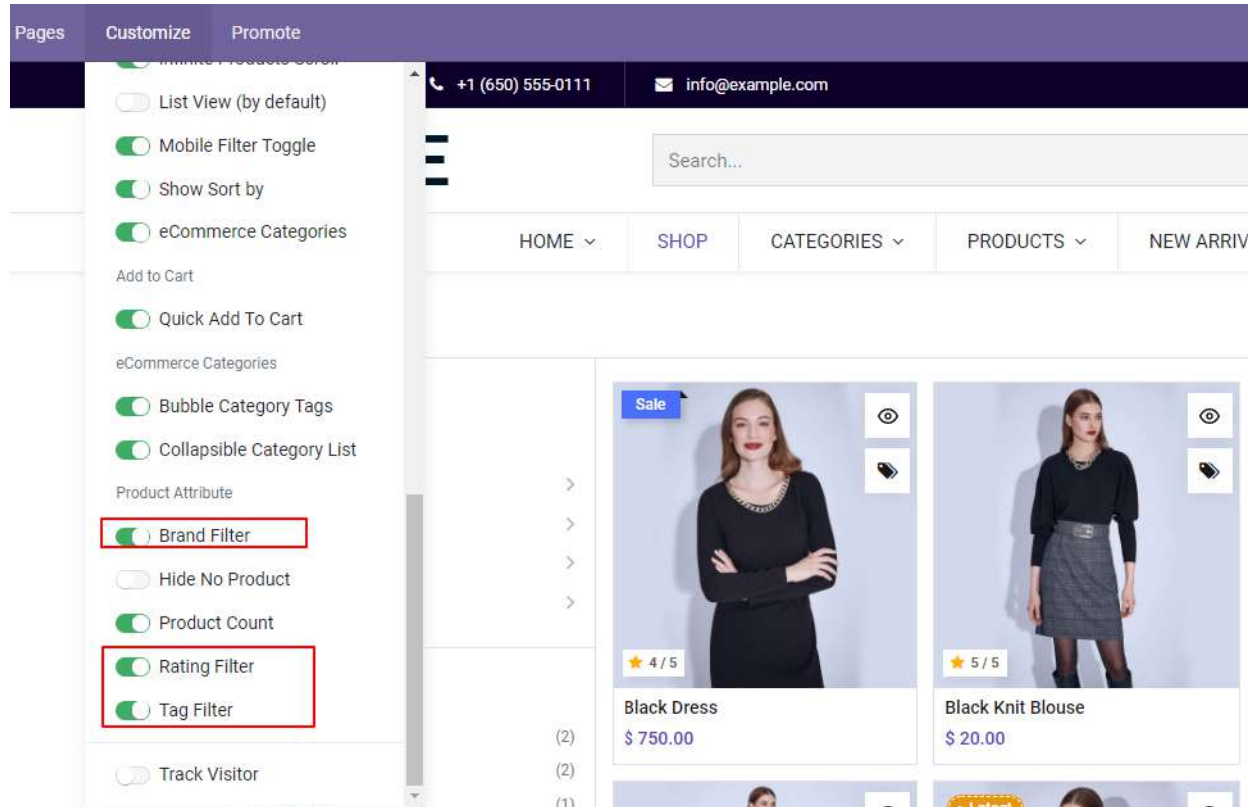 Pages Customize Promote
Infinite Products Scroll
+1 (650) 555-0111 info@example.com
List View (by default)
Mobile Filter Toggle
E
Search...
Show Sort by
eCommerce Categories
HOME SHOP CATEGORIES PRODUCTS NEW ARRIV
Add to Cart
Quick Add To Cart
eCommerce Categories
Bubble Category Tags
Collapsible Category List
Product Attribute
Brand Filter
Hide No Product
Product Count
Rating Filter
Tag Filter
Track Visitor
(2)
(2)
(1)
Sale
4 / 5
Black Dress
$ 750.00
5 / 5
Black Knit Blouse
$ 20.00
Latest